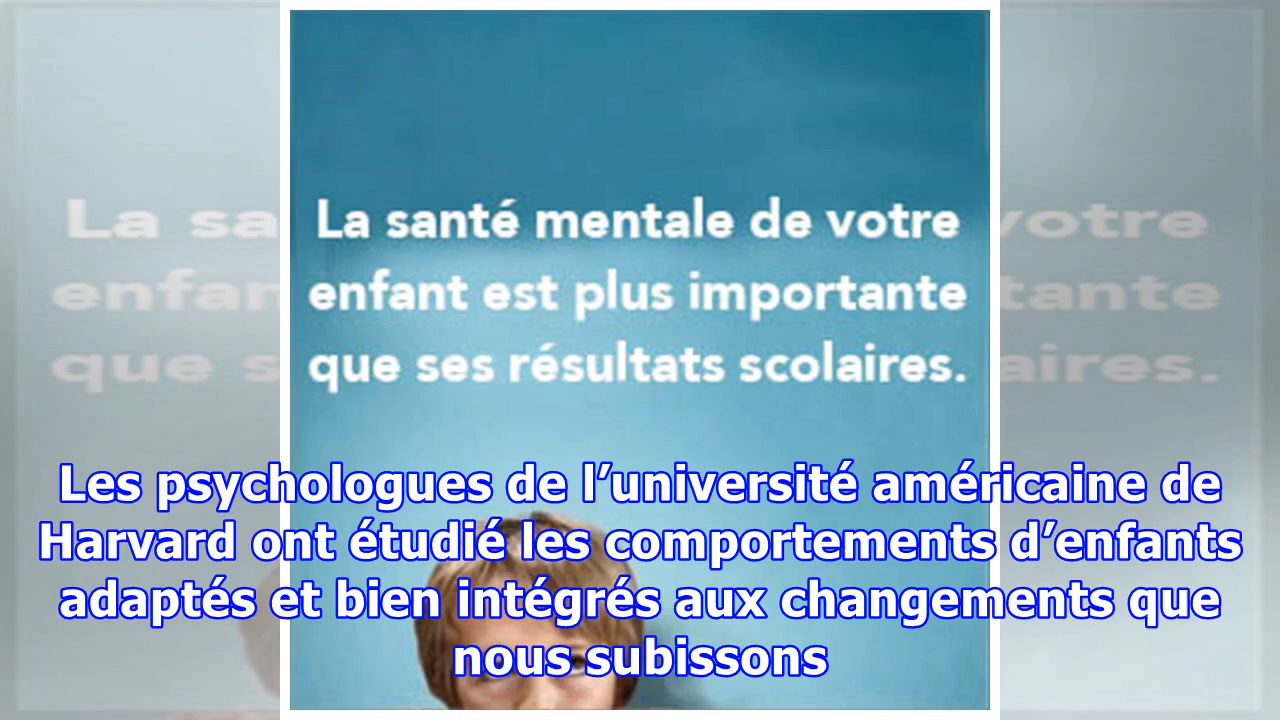 La santé mentale de votre
enfant est plus importante
que ses résultats scolaires.
Les psychologues de l’université américaine de
Harvard ont étudié les comportements d’enfants
adaptés et bien intégrés aux changements que
nous subissons